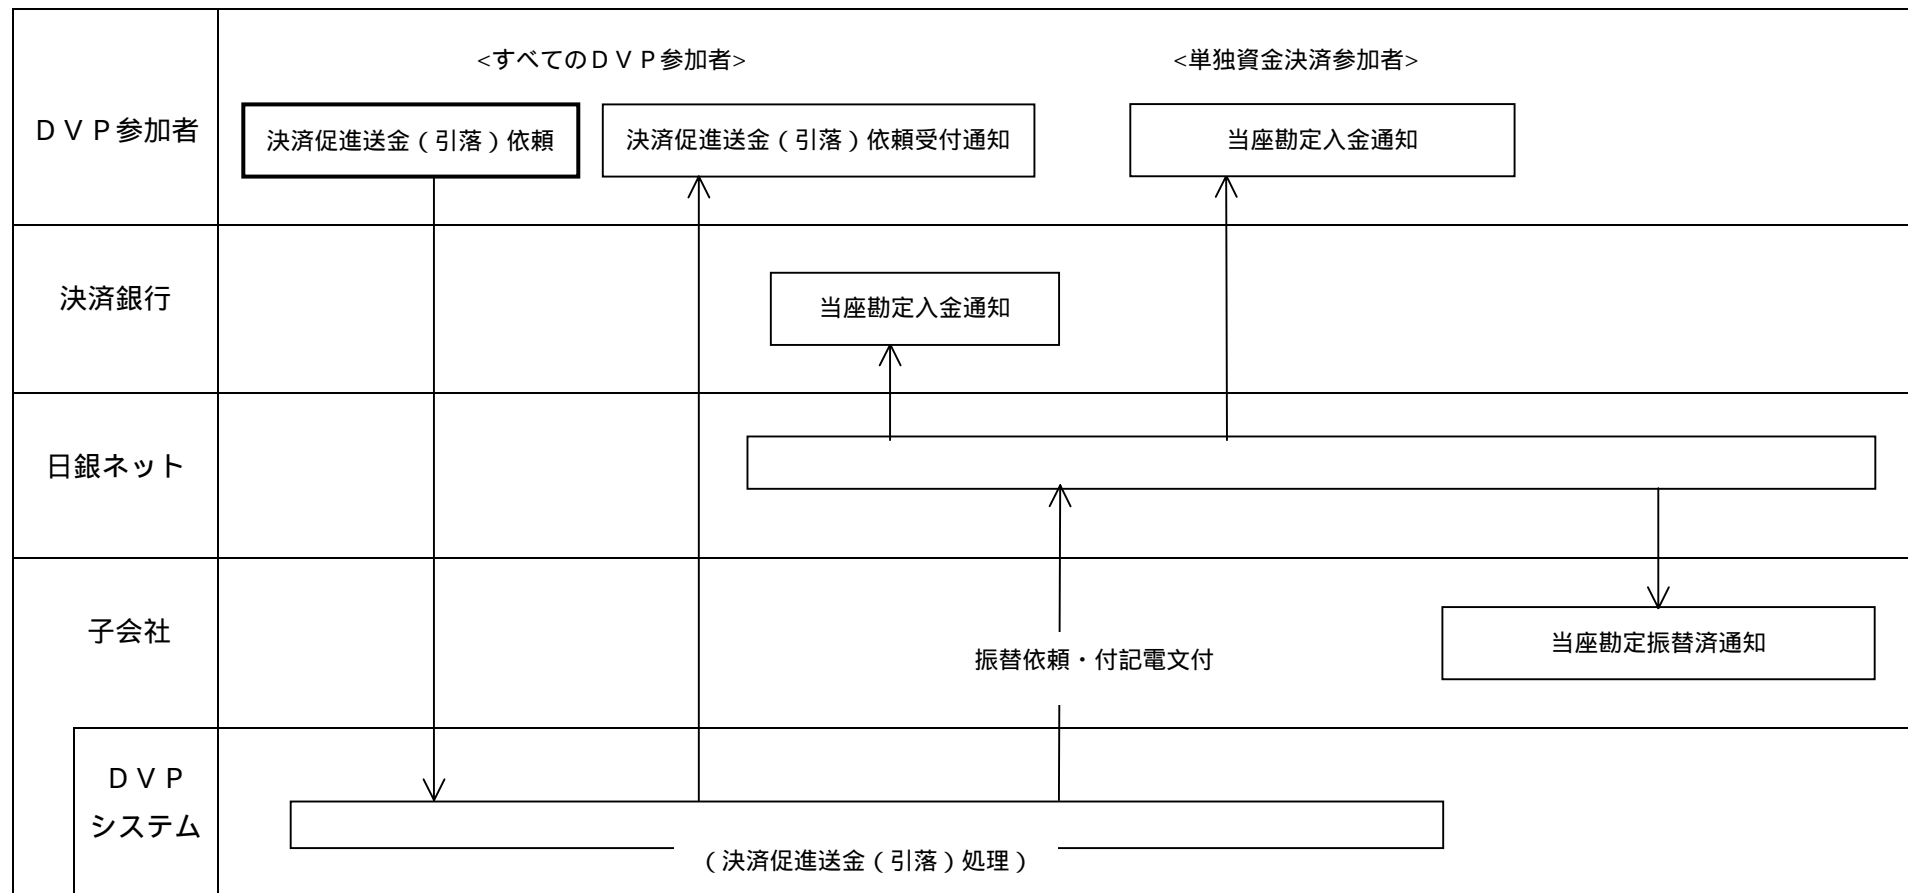 <すべてのＤＶＰ参加者>
<単独資金決済参加者>
ＤＶＰ参加者
決済促進送金（引落）依頼
決済促進送金（引落）依頼受付通知
当座勘定入金通知
決済銀行
当座勘定入金通知
日銀ネット
子会社
当座勘定振替済通知
振替依頼・付記電文付
ＤＶＰ
システム
（決済促進送金（引落）処理）